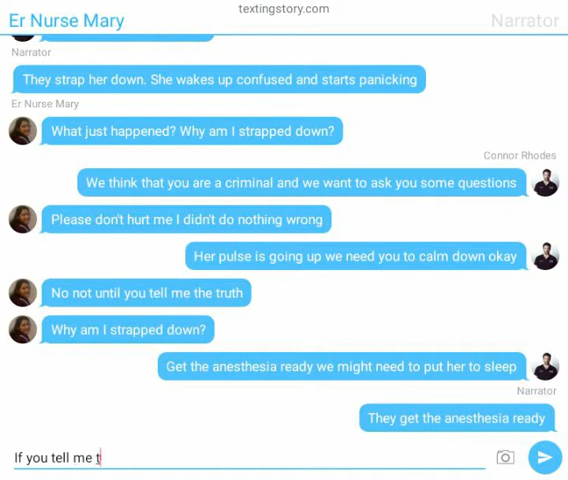 textingstory.com
Er Nurse Mary
Narrator
Narrator
They strap her down. She wakes up confused and starts panicking
Er Nurse Mary
What just happened? Why am I strapped down?
Connor Rhodes
We think that you are a criminal and we want to ask you some questions
Please don't hurt me I didn't do nothing wrong
Her pulse is going up we need you to calm down okay
No not until you tell me the truth
Why am I strapped down?
Get the anesthesia ready we might need to put her to sleep
Narrator
They get the anesthesia ready
If you tell me t